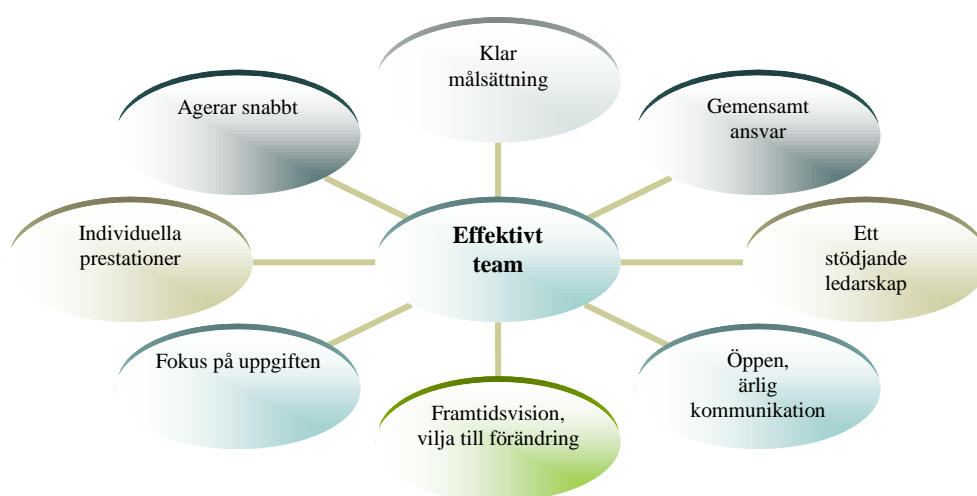 Klar
målsättning
Agerar snabbt
Gemensamt
ansvar
Individuella
prestationer
Effektivt
team
Ett
stödjande
ledarskap
Fokus på uppgiften
Öppen,
ärlig
kommunikation
Framtidsvision,
vilja till förändring